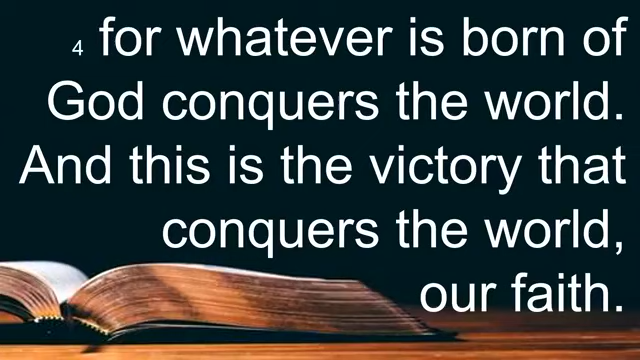 4 for whatever is born of
God conquers the world.
And this is the victory that
conquers the world,
our faith.